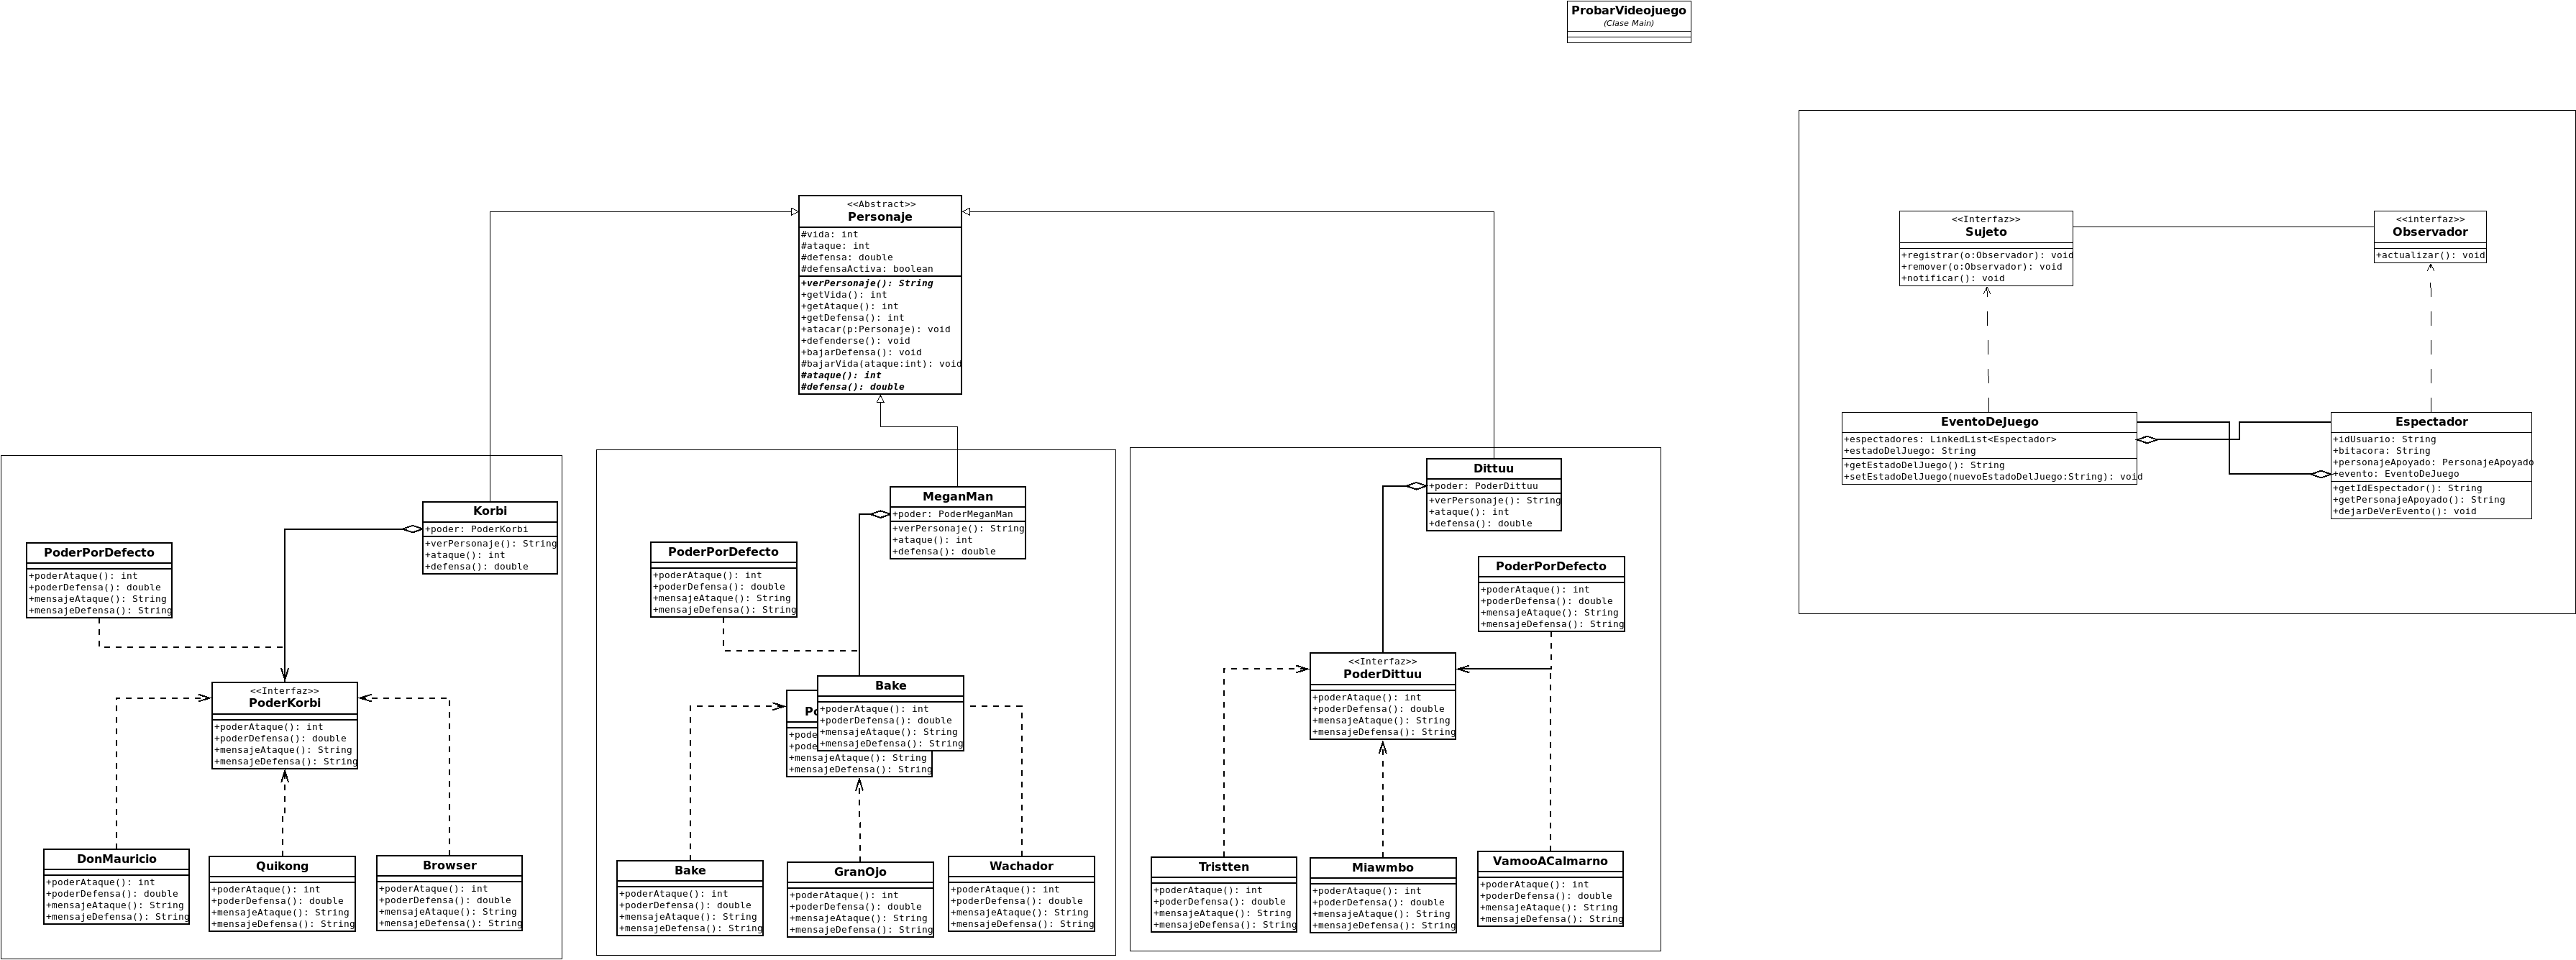 ProbarVideojuego
(Clase Main)
<<Abstract>>
Personaje
#vida: int
#ataque: int
#defensa: double
#defensaActiva: boolean
+verPersonaje(): String
+getVida(): int
+getAtaque(): int
+getDefensa(): int
+atacar(p:Personaje): void
+defenderse(): void
+bajarDefensa(): void
#bajarVida(ataque:int): void
#ataque(): int
#defensa(): double
<<Interfaz>>
Sujeto
+registrar(o:Observador): void
+remover(o:Observador): void
+notificar(): void
<<interfaz>>
Observador
+actualizar(): void
EventoDeJuego
+espectadores: LinkedList<Espectador>
+estadoDelJuego: String
+getEstadoDelJuego(): String
+setEstadoDelJuego(nuevoEstadoDelJuego:String): void
Espectador
+idUsuario: String
+bitacora: String
+personajeApoyado: PersonajeApoyado
+evento: EventoDeJuego
+getIdEspectador(): String
+getPersonajeApoyado(): String
+dejarDeVerEvento(): void
Korbi
+poder: PoderKorbi
+verPersonaje(): String
+ataque(): int
+defensa(): double
PoderPorDefecto
+poderAtaque(): int
+poderDefensa(): double
+mensajeAtaque(): String
+mensajeDefensa(): String
<<Interfaz>>
PoderKorbi
+poderAtaque(): int
+poderDefensa(): double
+mensajeAtaque(): String
+mensajeDefensa(): String
DonMauricio
+poderAtaque(): int
+poderDefensa(): double
+mensajeAtaque(): String
+mensajeDefensa(): String
Quikong
+poderAtaque(): int
+poderDefensa(): double
+mensajeAtaque(): String
+mensajeDefensa(): String
Browser
+poderAtaque(): int
+poderDefensa(): double
+mensajeAtaque(): String
+mensajeDefensa(): String
MeganMan
+poder: PoderMeganMan
+verPersonaje(): String
+ataque(): int
+defensa(): double
PoderPorDefecto
+poderAtaque(): int
+poderDefensa(): double
+mensajeAtaque(): String
+mensajeDefensa(): String
Bake
+poderAtaque(): int
+poderDefensa(): double
+mensajeAtaque(): String
+mensajeDefensa(): String
+mensajeAtaque(): String
+mensajeDefensa(): String
Bake
+poderAtaque(): int
+poderDefensa(): double
+mensajeAtaque(): String
+mensajeDefensa(): String
GranOjo
+poderAtaque(): int
+poderDefensa(): double
+mensajeAtaque(): String
+mensajeDefensa(): String
Wachador
+poderAtaque(): int
+poderDefensa(): double
+mensajeAtaque(): String
+mensajeDefensa(): String
Dittuu
+poder: PoderDittuu
+verPersonaje(): String
+ataque(): int
+defensa(): double
PoderPorDefecto
+poderAtaque(): int
+poderDefensa(): double
+mensajeAtaque(): String
+mensajeDefensa(): String
<<Interfaz>>
PoderDittuu
+poderAtaque(): int
+poderDefensa(): double
+mensajeAtaque(): String
+mensajeDefensa(): String
Tristten
+poderAtaque(): int
+poderDefensa(): double
+mensajeAtaque(): String
+mensajeDefensa(): String
Miawmbo
+poderAtaque(): int
+poderDefensa(): double
+mensajeAtaque(): String
+mensajeDefensa(): String
VamooACalmarno
+poderAtaque(): int
+poderDefensa(): double
+mensajeAtaque(): String
+mensajeDefensa(): String